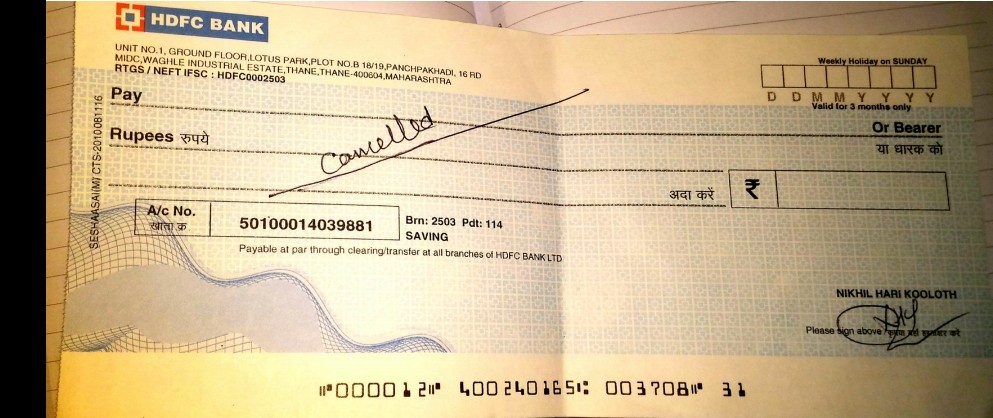 HDFC BANK
UNIT NO.1, GROUND FLOOR,LOTUS PARK,PLOT NO.B 18/19,PANCHPAKHADI, 16 RD
MIDC,WAGHLE INDUSTRIAL ESTATE,THANE,THANE-400604,MAHARASHTRA
RTGS / NEFT IFSC : HDFC0002503
Weekly Holiday on SUNDAY
D D M M Y Y Y Y
Valid for 3 months only
Pay
Or Bearer
Rupees रुपये
या धारक को
Cancelled
अदा करें ₹
SESHAASAI(M) CTS-2010081116
A/c No.
खाता क्र.
50100014039881
Brn: 2503 Pdt: 114
SAVING
Payable at par through clearing/transfer at all branches of HDFC BANK LTD
NIKHIL HARI KOOLOTH
Please sign above
⑈000012⑈ 400240165⑆ 003708⑈ 31